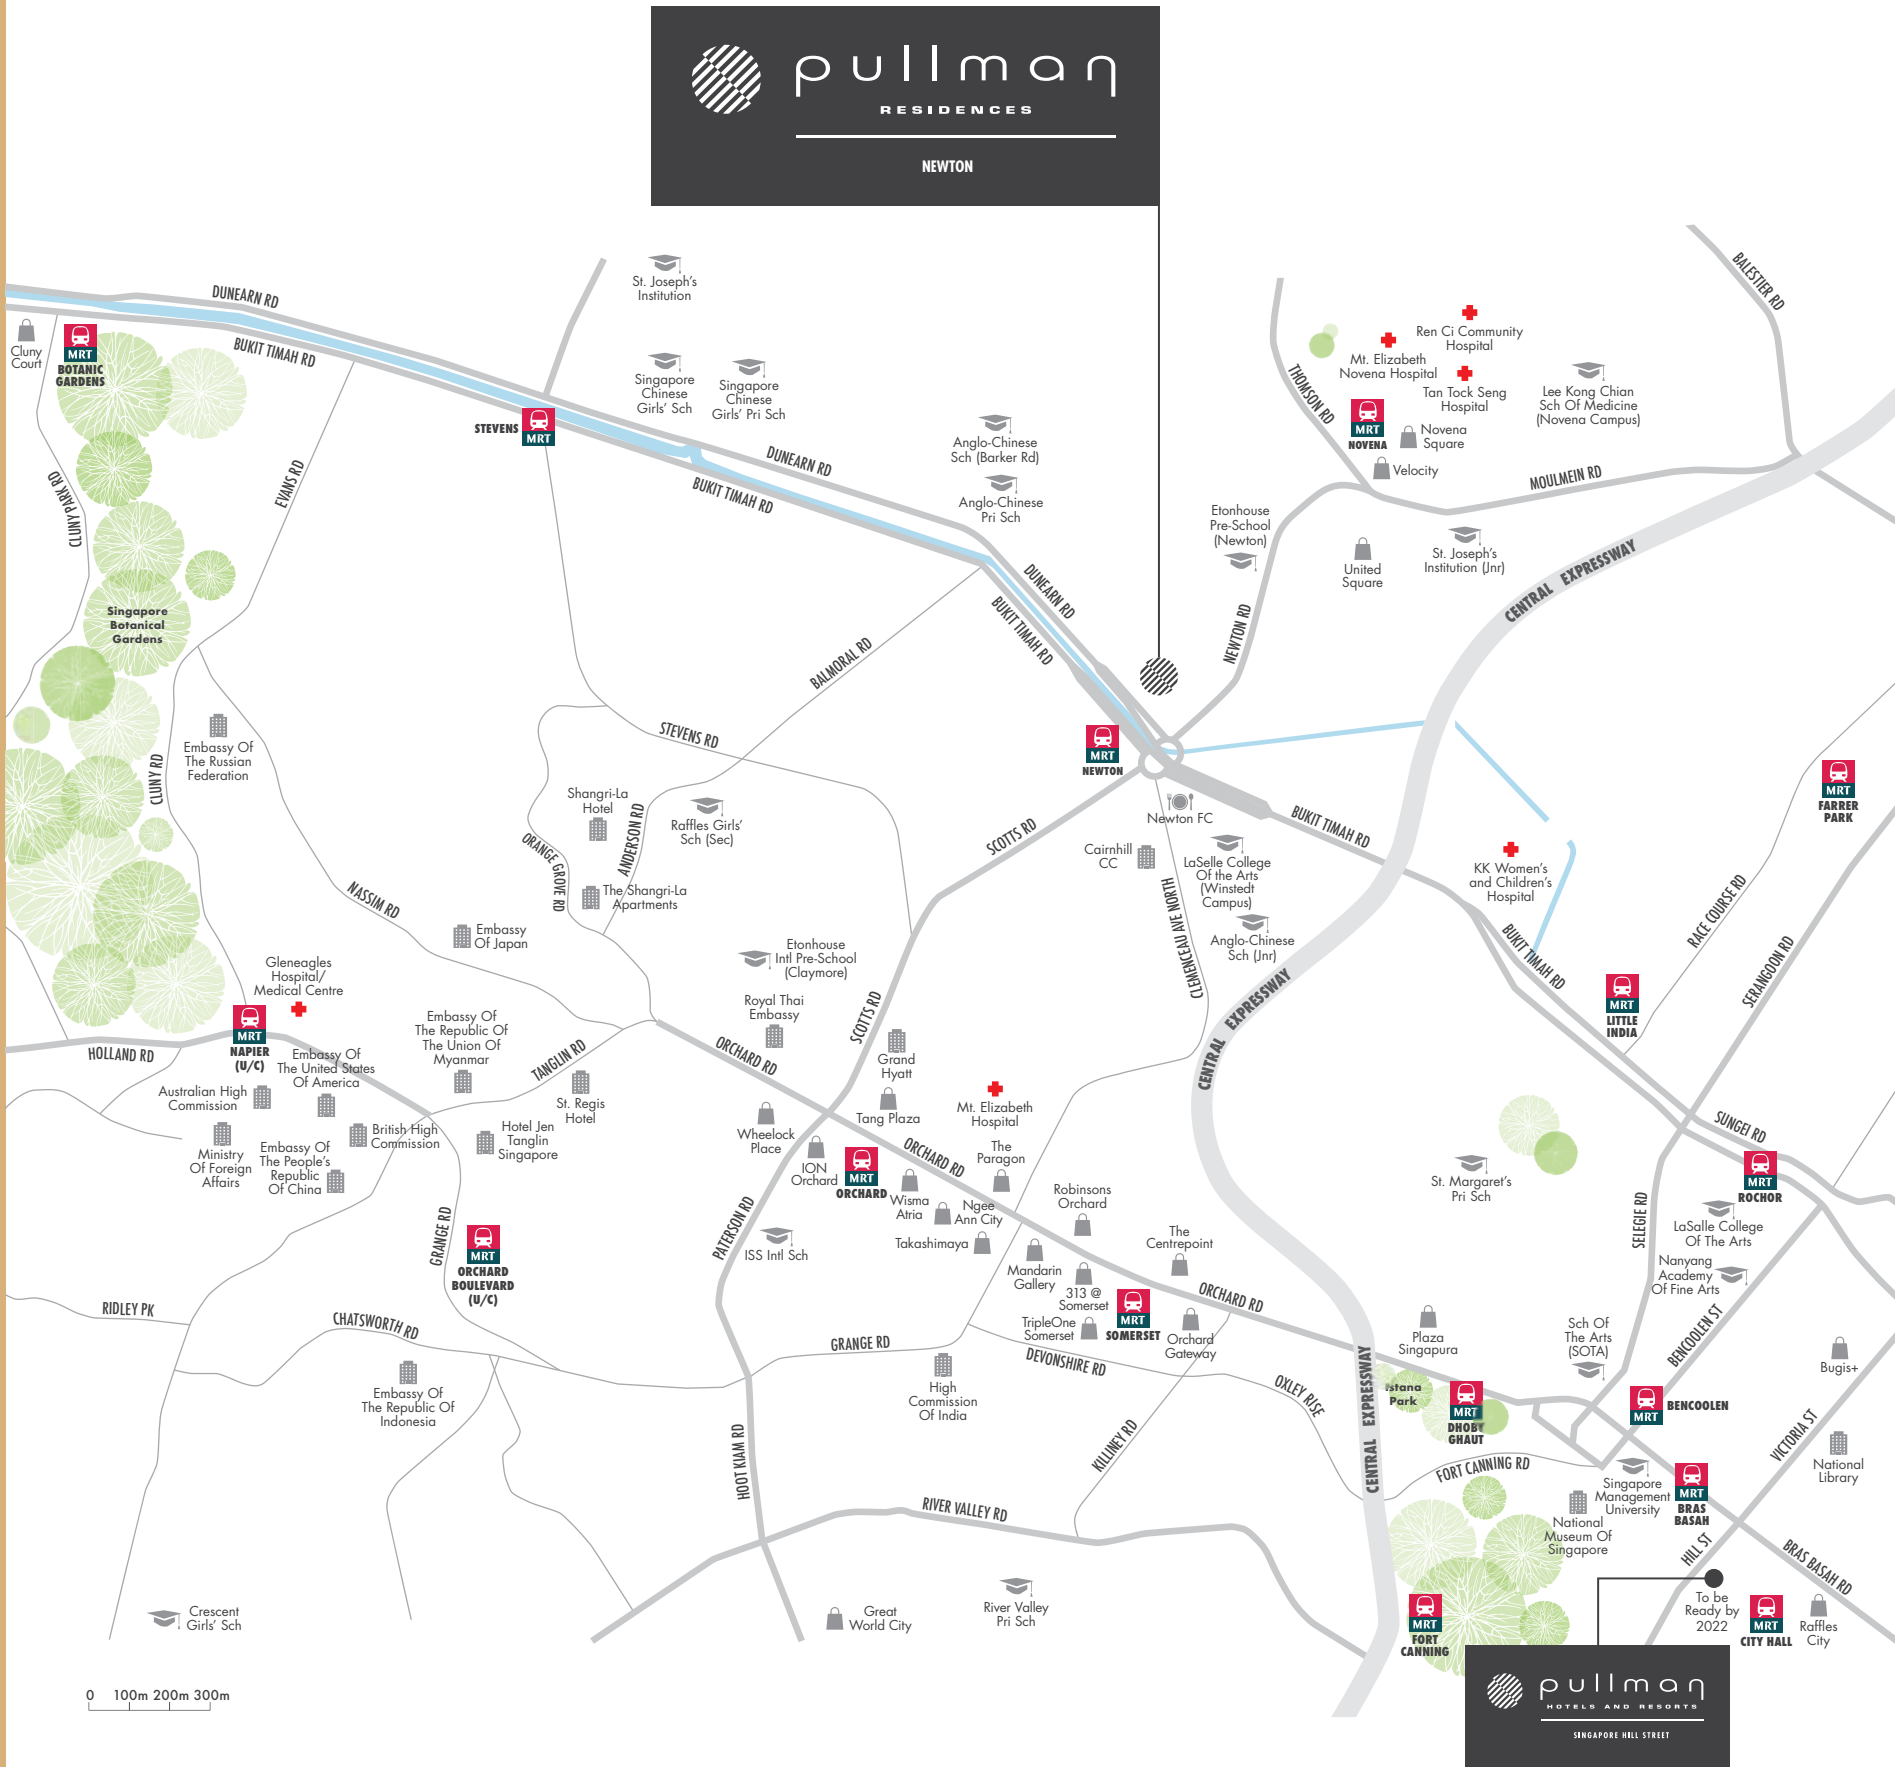 pullman
RESIDENCES
NEWTON
St. Joseph's
Institution
DUNEARN RD
BUKIT TIMAH RD
Cluny
Court
MRT
BOTANIC
GARDENS
Singapore
Chinese
Girls' Sch
Singapore
Chinese
Girls' Pri Sch
STEVENS
MRT
DUNEARN RD
BUKIT TIMAH RD
Anglo-Chinese
Sch (Barker Rd)
Anglo-Chinese
Pri Sch
BALESTIER RD
Ren Ci Community
Hospital
Mt. Elizabeth
Novena Hospital
Tan Tock Seng
Hospital
Lee Kong Chian
Sch Of Medicine
(Novena Campus)
THOMSON RD
MRT
NOVENA
Novena
Square
Velocity
MOULMEIN RD
CLUNY PARK RD
EVANS RD
Etonhouse
Pre-School
(Newton)
United
Square
St. Joseph's
Institution (Jnr)
CENTRAL EXPRESSWAY
DUNEARN RD
BUKIT TIMAH RD
NEWTON RD
Singapore
Botanical
Gardens
BALMORAL RD
STEVENS RD
Embassy Of
The Russian
Federation
CLUNY RD
MRT
NEWTON
MRT
FARRER
PARK
Shangri-La
Hotel
ANDERSON RD
Raffles Girls'
Sch (Sec)
ORANGE GROVE RD
The Shangri-La
Apartments
SCOTTS RD
Newton FC
BUKIT TIMAH RD
Cairnhill
CC
LaSelle College
Of the Arts
(Winstedt
Campus)
KK Women's
and Children's
Hospital
NASSIM RD
CLEMENCEAU AVE NORTH
Anglo-Chinese
Sch (Jnr)
RACE COURSE RD
BUKIT TIMAH RD
SERANGOON RD
Embassy
Of Japan
Etonhouse
Intl Pre-School
(Claymore)
Gleneagles
Hospital/
Medical Centre
Royal Thai
Embassy
SCOTTS RD
CENTRAL EXPRESSWAY
MRT
LITTLE
INDIA
HOLLAND RD
MRT
NAPIER
(U/C)
Embassy Of
The Republic Of
The Union Of
Myanmar
TANGLIN RD
ORCHARD RD
Grand
Hyatt
Embassy Of
The United States
Of America
Australian High
Commission
St. Regis
Hotel
Tang Plaza
Mt. Elizabeth
Hospital
Wheelock
Place
British High
Commission
Hotel Jen
Tanglin
Singapore
Ministry
Of Foreign
Affairs
Embassy Of
The People's
Republic
Of China
ION
Orchard
MRT
ORCHARD
ORCHARD RD
The
Paragon
Wisma
Atria
Ngee
Ann City
Takashimaya
Robinsons
Orchard
St. Margaret's
Pri Sch
SUNGEI RD
MRT
ROCHOR
SELEGIE RD
LaSalle College
Of The Arts
Nanyang
Academy
Of Fine Arts
GRANGE RD
MRT
ORCHARD
BOULEVARD
(U/C)
PATERSON RD
ISS Intl Sch
Mandarin
Gallery
The
Centrepoint
313 @
Somerset
TripleOne
Somerset
MRT
SOMERSET
ORCHARD RD
Orchard
Gateway
RIDLEY PK
CHATSWORTH RD
GRANGE RD
DEVONSHIRE RD
Plaza
Singapura
Sch Of
The Arts
(SOTA)
BENCOOLEN ST
Bugis+
Embassy Of
The Republic Of
Indonesia
High
Commission
Of India
OXLEY RISE
CENTRAL EXPRESSWAY
Istana
Park
MRT
DHOBY
GHAUT
MRT
BENCOOLEN
VICTORIA ST
HOOT KIAM RD
KILLINEY RD
FORT CANNING RD
Singapore
Management
University
MRT
BRAS
BASAH
National
Library
RIVER VALLEY RD
National
Museum Of
Singapore
HILL ST
BRAS BASAH RD
Crescent
Girls' Sch
Great
World City
River Valley
Pri Sch
MRT
FORT
CANNING
To be
Ready by
2022
MRT
CITY HALL
Raffles
City
0 100m 200m 300m
pullman
HOTELS AND RESORTS
SINGAPORE HILL STREET